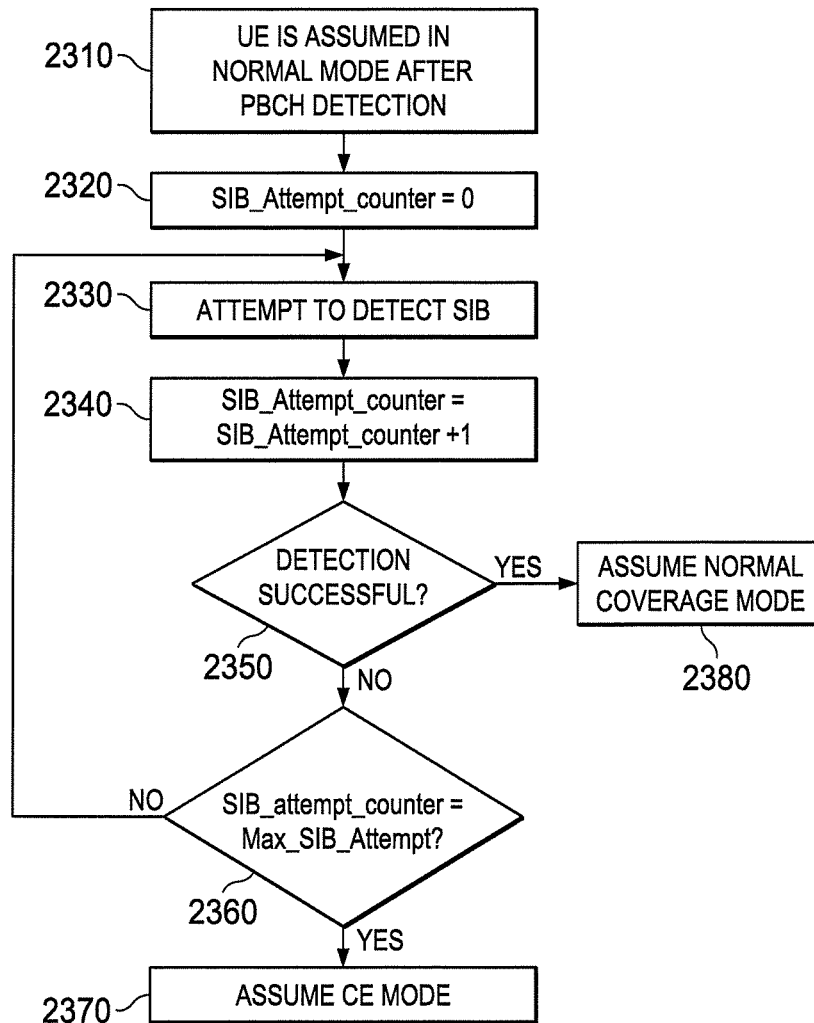 2310
UE IS ASSUMED IN
NORMAL MODE AFTER
PBCH DETECTION
2320
SIB_Attempt_counter = 0
2330
ATTEMPT TO DETECT SIB
2340
SIB_Attempt_counter =
SIB_Attempt_counter +1
DETECTION
SUCCESSFUL?
YES
ASSUME NORMAL
COVERAGE MODE
2350
2380
NO
NO
SIB_attempt_counter =
Max_SIB_Attempt?
2360
YES
2370
ASSUME CE MODE